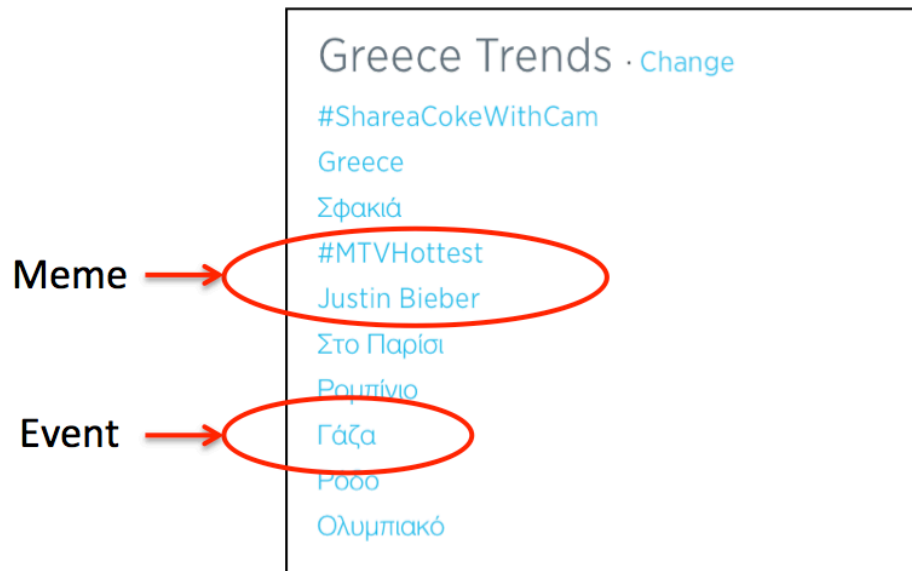 Greece Trends · Change
#ShareaCokeWithCam
Greece
Σφακιά
#MTVHottest
Meme
Justin Bieber
Στο Παρίσι
Ρομπίνιο
Event
Γάζα
Ρόδο
Ολυμπιακό